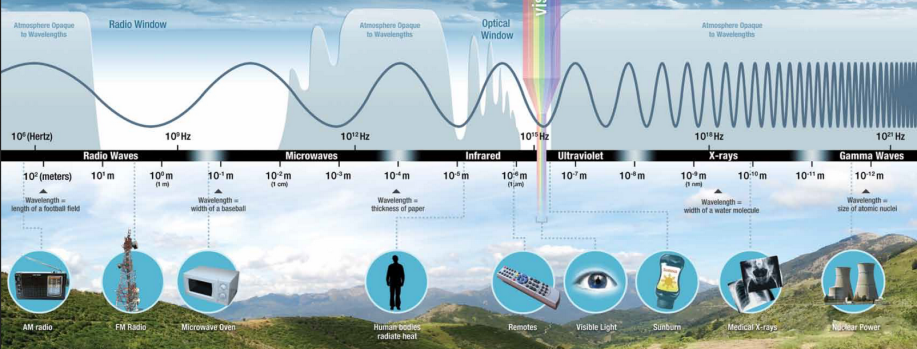 Atmosphere Opaque
to Wavelengths
Radio Window
Atmosphere Opaque
to Wavelengths
Optical
Window
vis
Atmosphere Opaque
to Wavelengths
10⁶ (Hertz)
10⁹ Hz
10¹² Hz
10¹⁵ Hz
10¹⁸ Hz
10²¹ Hz
Radio Waves
Microwaves
Infrared
Ultraviolet
X-rays
Gamma Waves
10² (meters)
10¹ m
10⁰ m
(1 m)
10⁻¹ m
10⁻² m
(1 cm)
10⁻³ m
10⁻⁴ m
10⁻⁵ m
10⁻⁶ m
(1 µm)
10⁻⁷ m
10⁻⁸ m
10⁻⁹ m
(1 nm)
10⁻¹⁰ m
10⁻¹¹ m
10⁻¹² m
Wavelength =
length of a football field
Wavelength =
width of a baseball
Wavelength =
thickness of paper
Wavelength =
width of a water molecule
Wavelength =
size of atomic nuclei
AM radio
FM Radio
Microwave Oven
Human bodies
radiate heat
Remotes
Visible Light
Sunburn
Medical X-rays
Nuclear Power